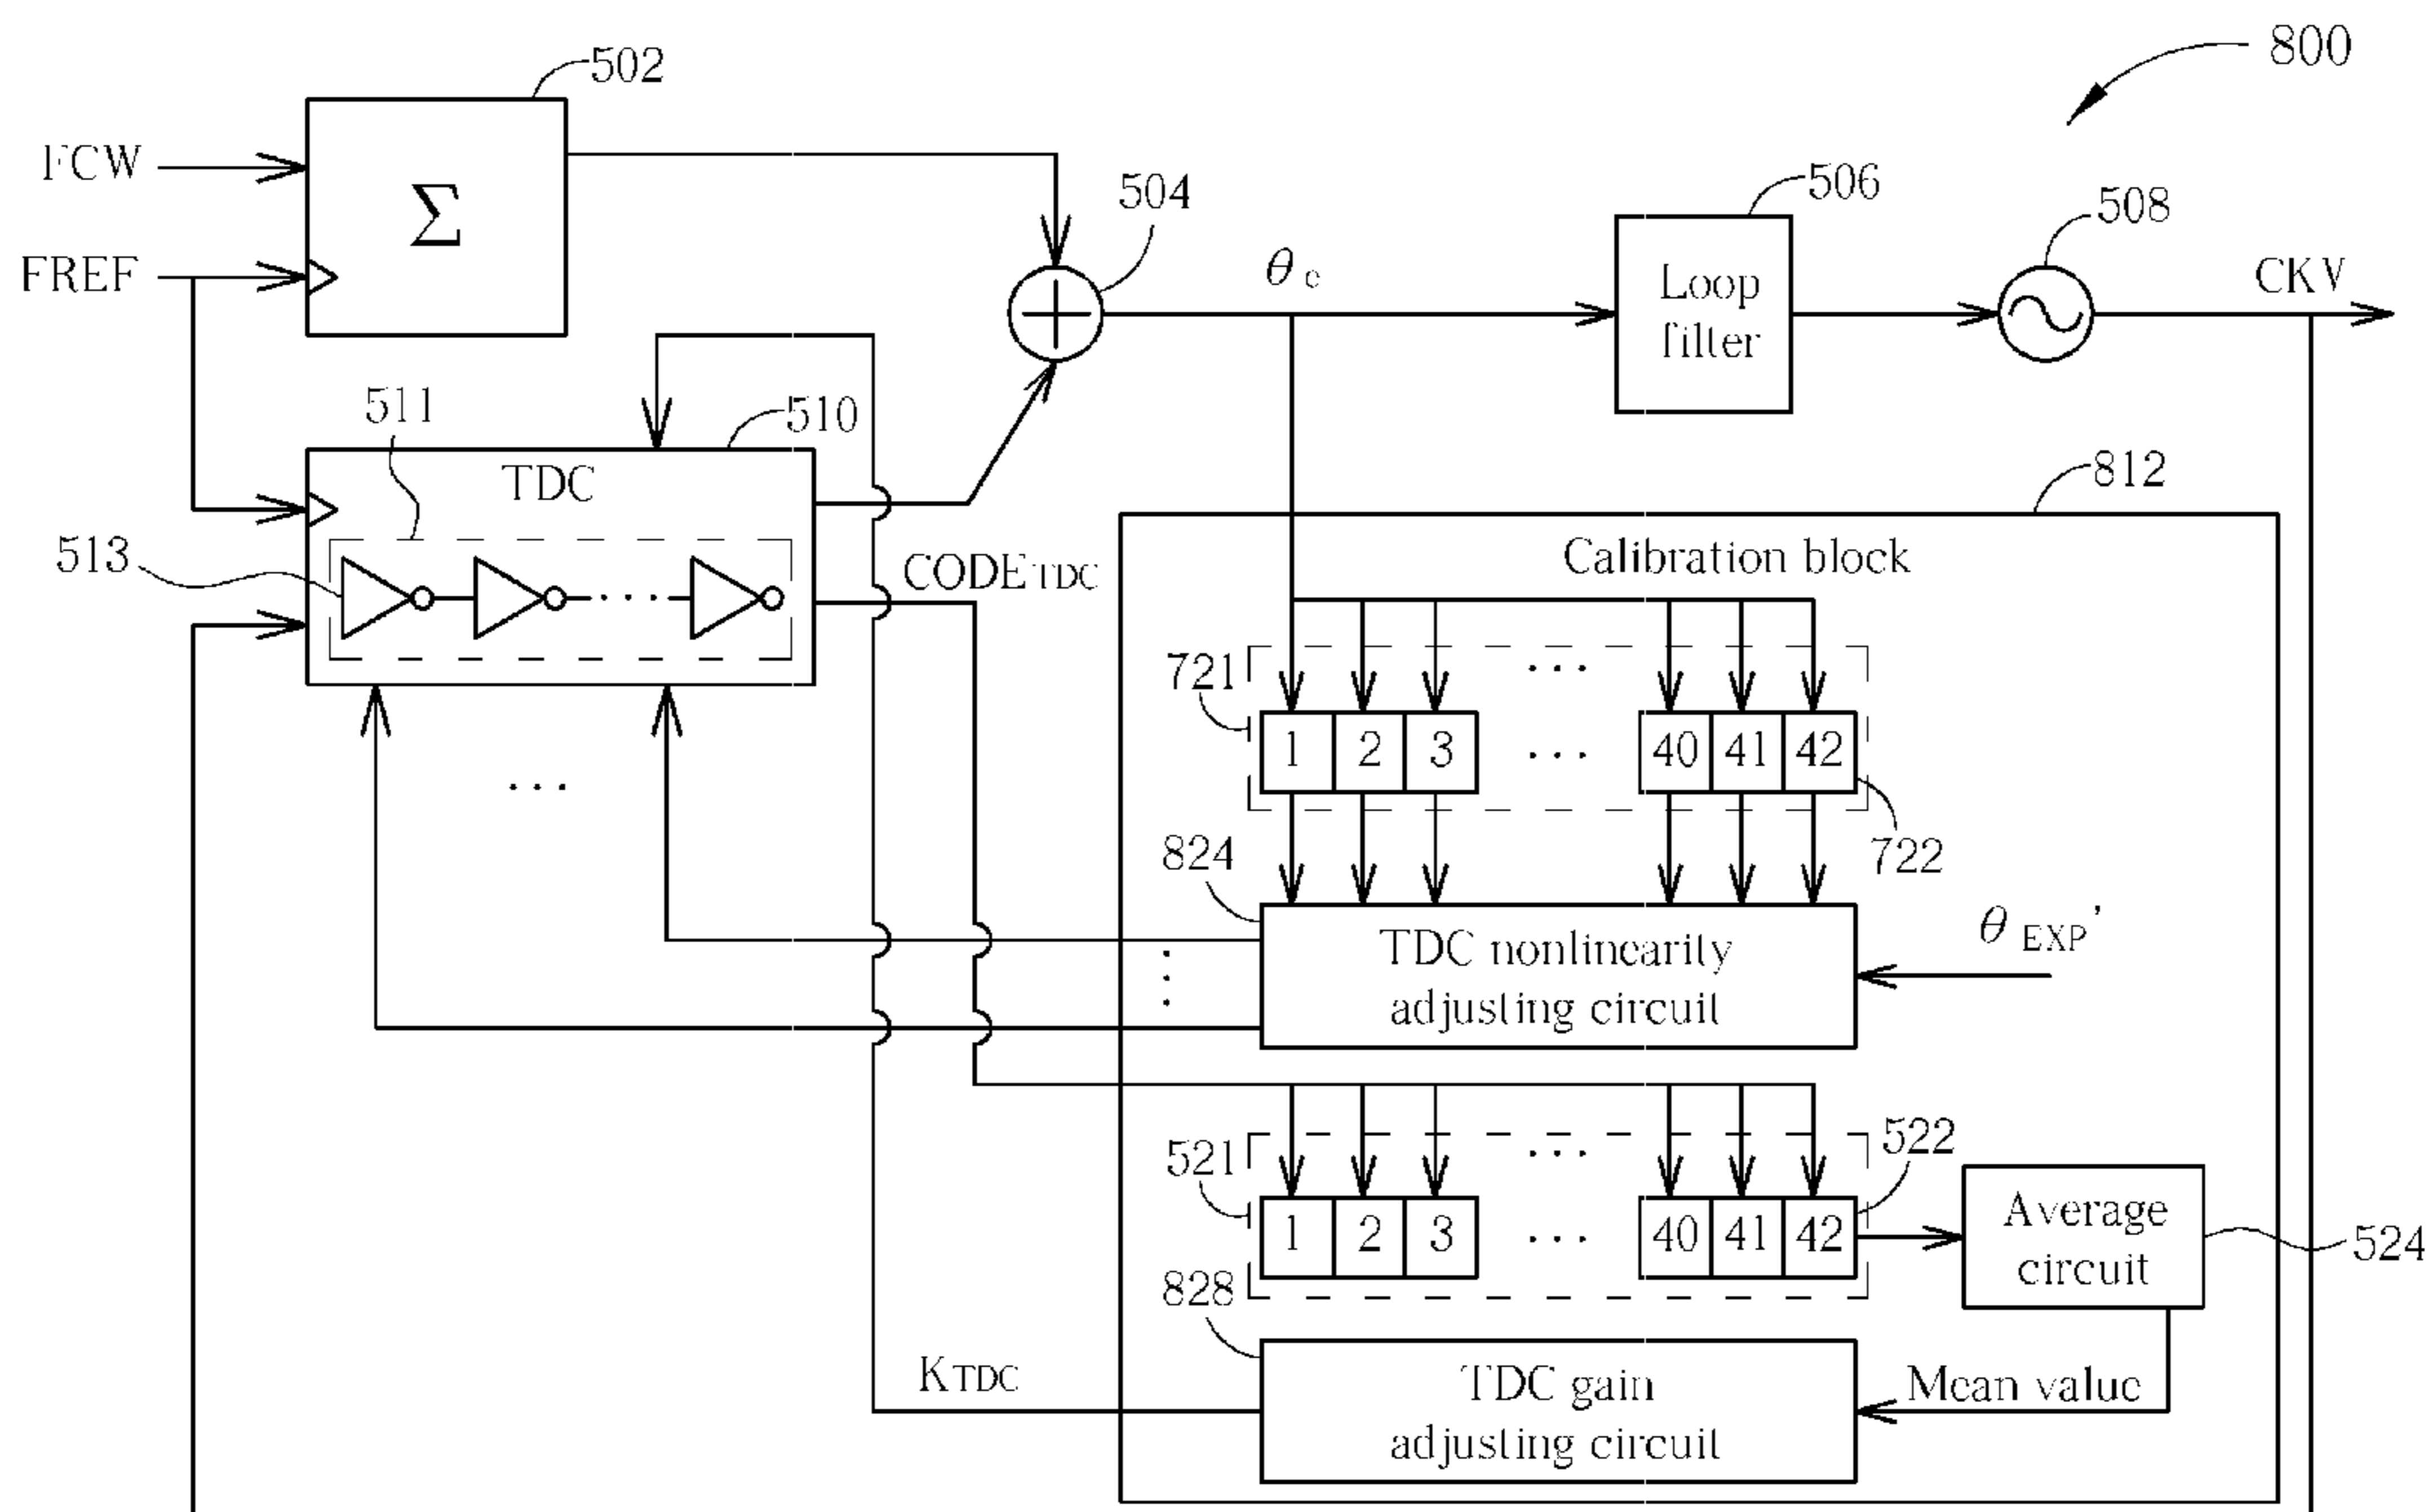 800
502
FCW
FREF
Σ
504
θ e
506
Loop
filter
508
CKV
511
510
TDC
513
CODE TDC
812
Calibration block
721
...
1 2 3 ... 40 41 42
722
...
824
TDC nonlinearity
adjusting circuit
θ EXP'
521
...
522
1 2 3 ... 40 41 42
Average
circuit
524
828
K TDC
TDC gain
adjusting circuit
Mean value